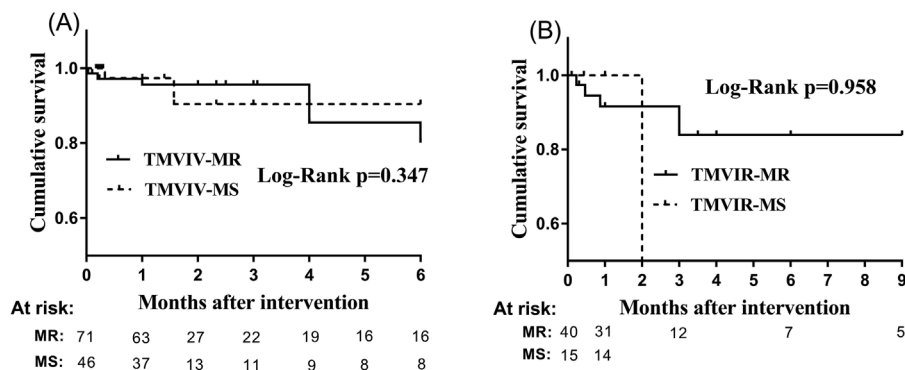 (A)
Cumulative survival
1.0
0.8
0.6
TMVIV-MR
TMVIV-MS
Log-Rank p=0.347
0 1 2 3 4 5 6
Months after intervention
At risk:
MR: 71 63 27 22 19 16 16
MS: 46 37 13 11 9 8 8
(B)
Cumulative survival
1.0
0.8
0.6
Log-Rank p=0.958
TMVIR-MR
TMVIR-MS
0 1 2 3 4 5 6 7 8 9
Months after intervention
At risk:
MR: 40 31 12 7 5
MS: 15 14